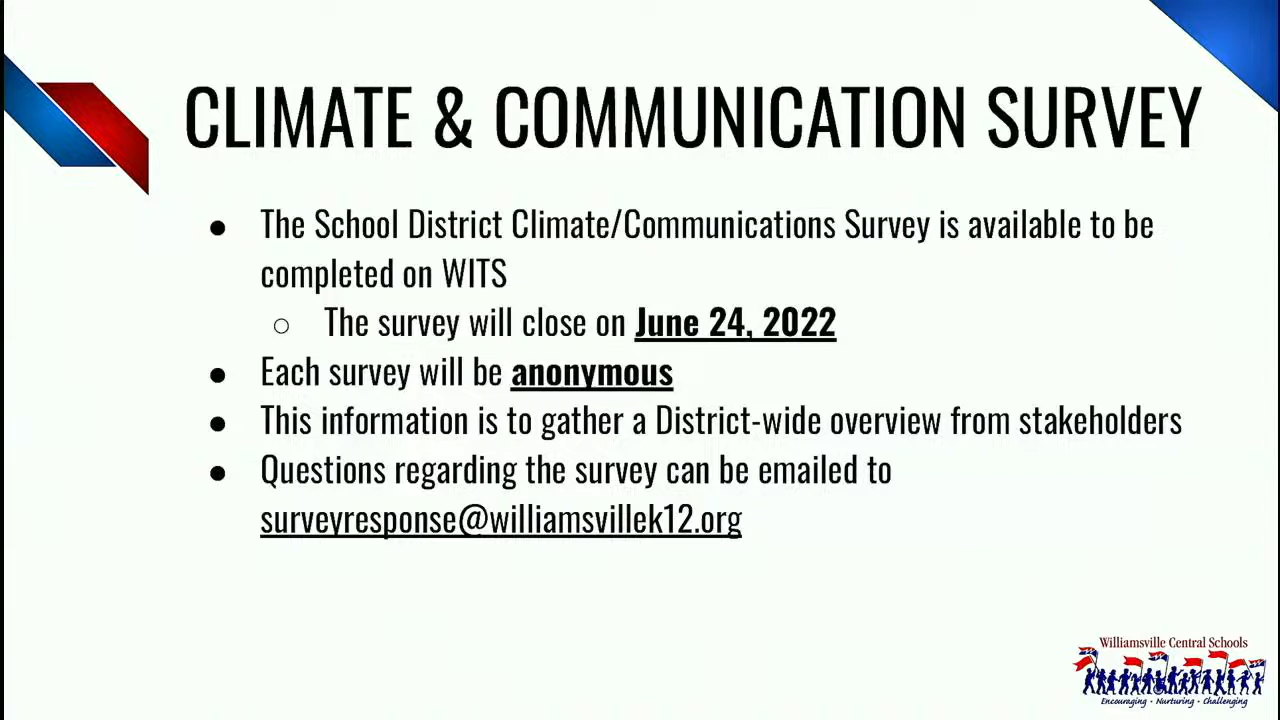 CLIMATE & COMMUNICATION SURVEY
● The School District Climate/Communications Survey is available to be
completed on WITS
○ The survey will close on June 24, 2022
● Each survey will be anonymous
● This information is to gather a District-wide overview from stakeholders
● Questions regarding the survey can be emailed to
surveyresponse@williamsvillek12.org
Williamsville Central Schools
Encouraging • Nurturing • Challenging